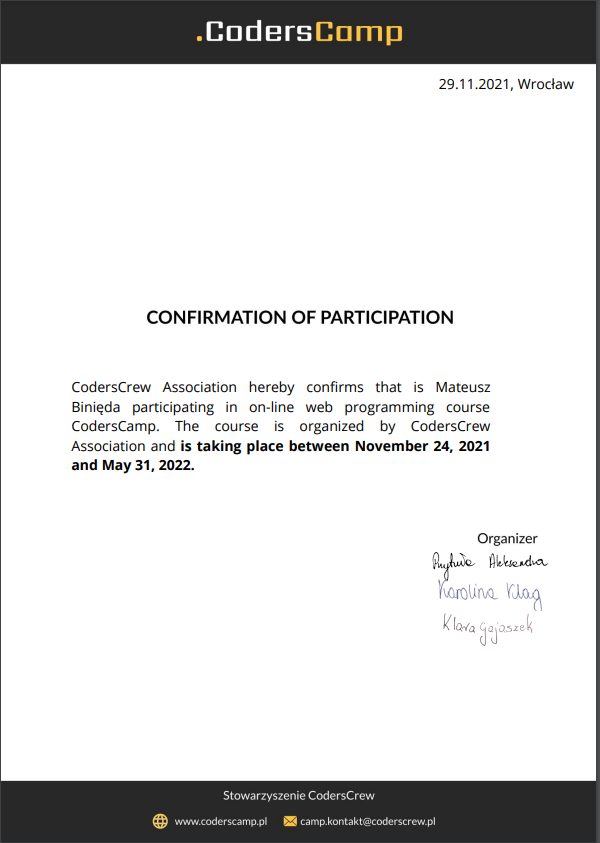 .CodersCamp
29.11.2021, Wrocław
CONFIRMATION OF PARTICIPATION
CodersCrew Association hereby confirms that is Mateusz
Binięda participating in on-line web programming course
CodersCamp. The course is organized by CodersCrew
Association and is taking place between November 24, 2021
and May 31, 2022.
Organizer
Aleksandra
Karolina Kłag
Klara Gajaszek
Stowarzyszenie CodersCrew
www.coderscamp.pl camp.kontakt@coderscrew.pl